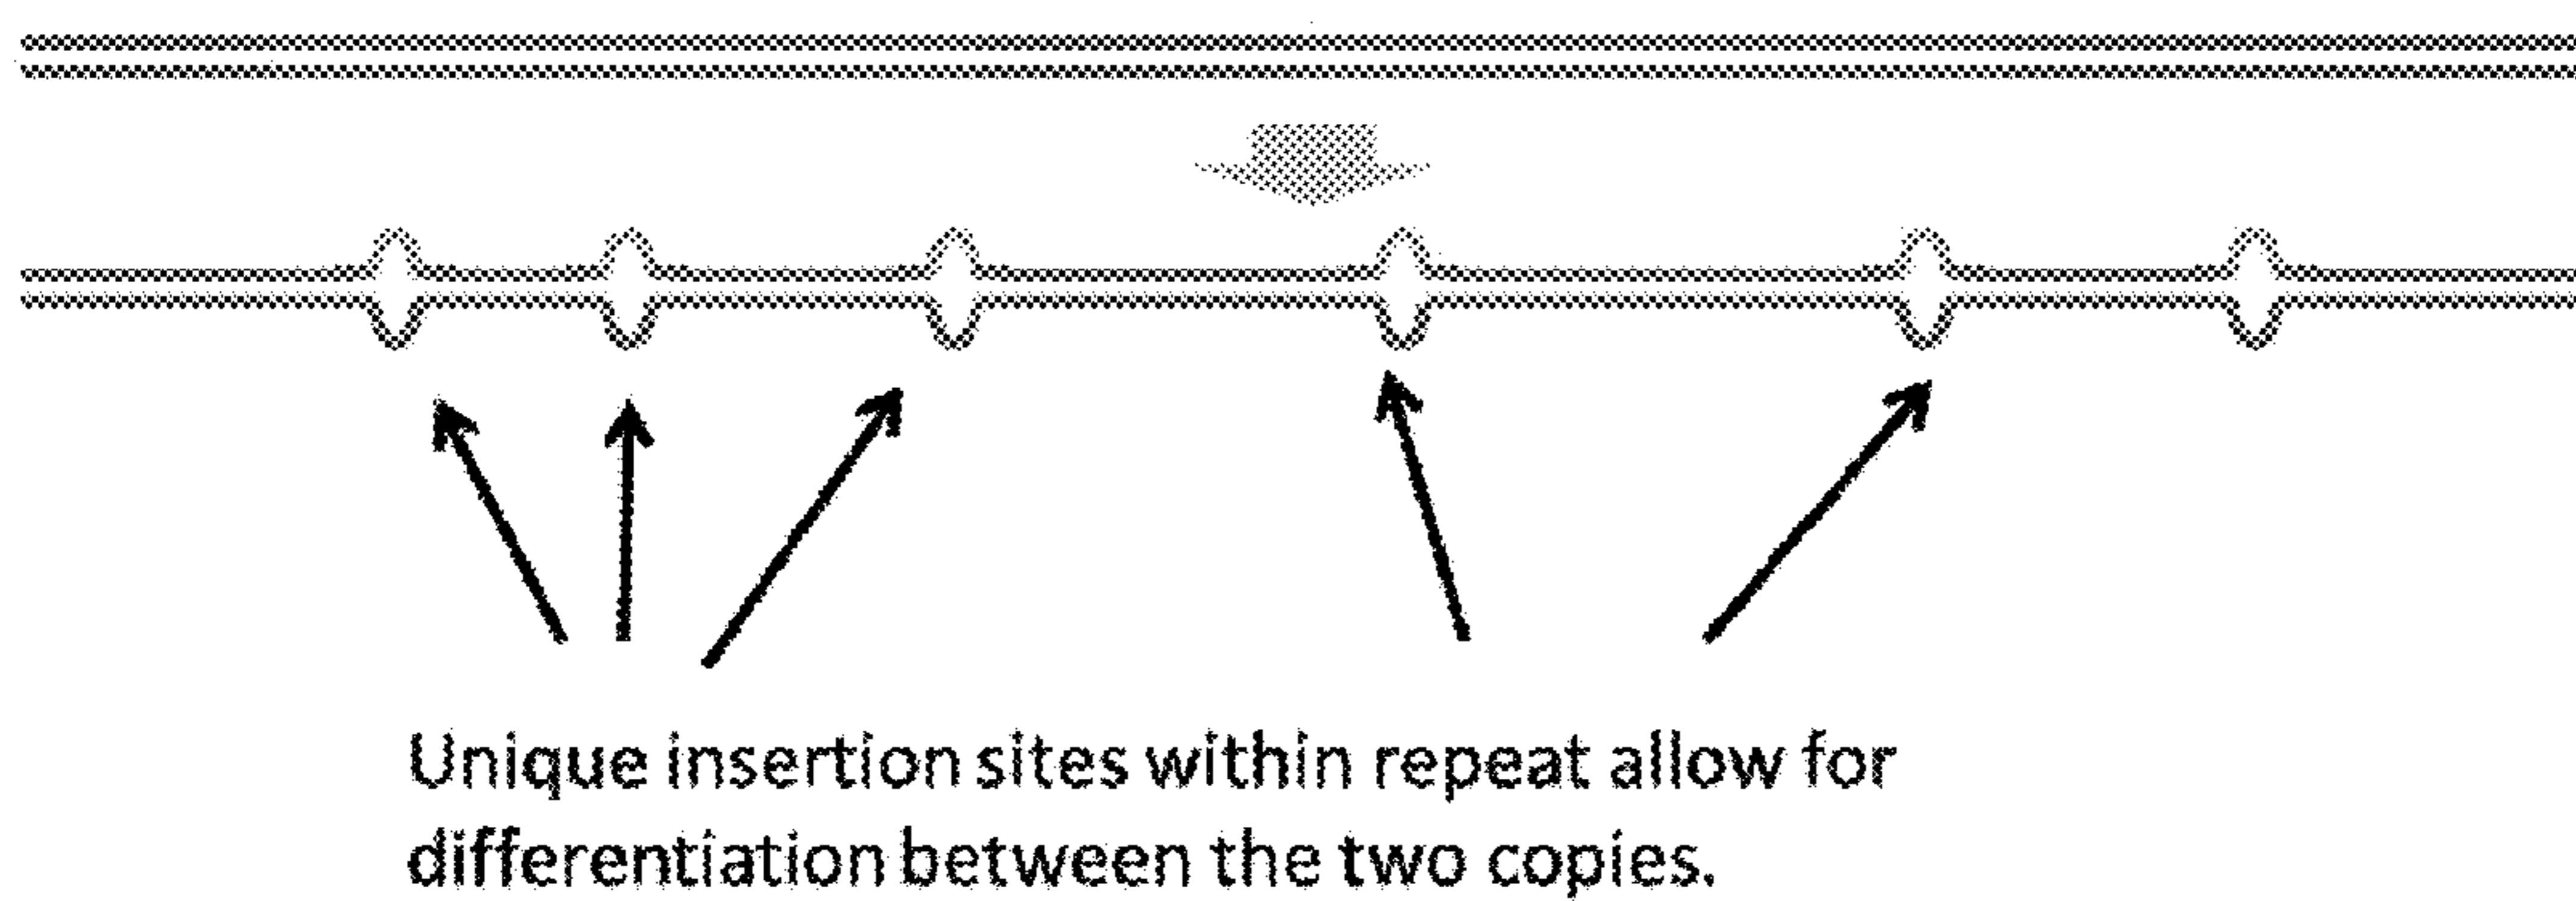 Unique insertion sites within repeat allow for
differentiation between the two copies.